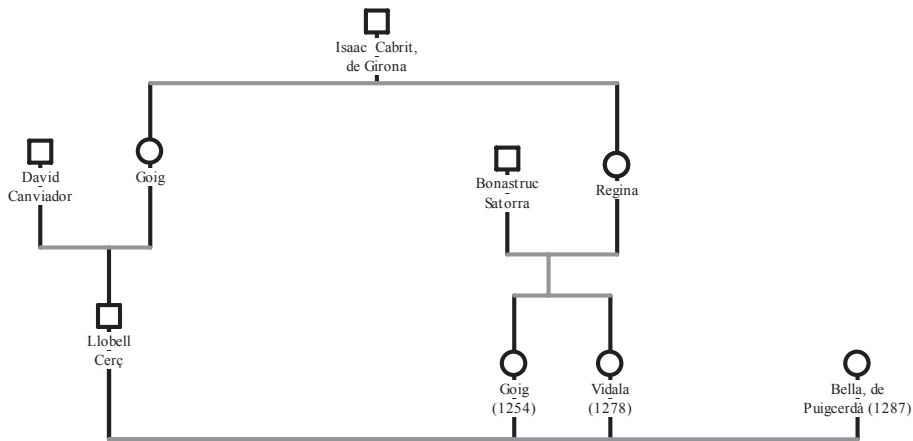 Isaac Cabrit,
de Girona
David
Canviador
Goig
Bonastruc
Satorra
Regina
Llobell
Cerç
Goig
(1254)
Vidala
(1278)
Bella, de
Puigcerdà (1287)